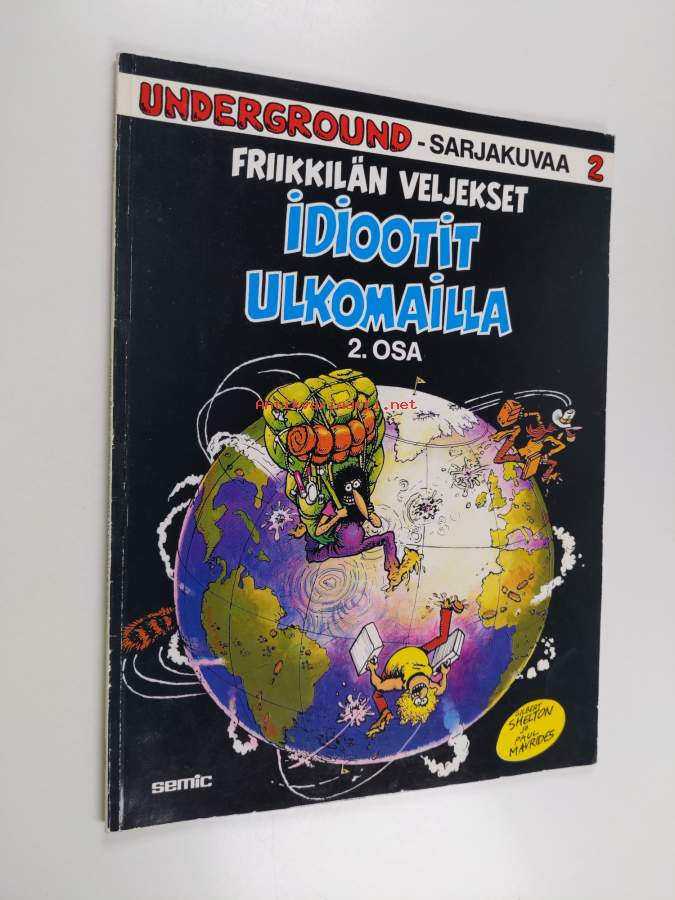 UNDERGROUND - SARJAKUVAA 2
FRIIKKILÄN VELJEKSET
IDIOOTIT
ULKOMAILLA
2. OSA
Antikvariaatti.net
GILBERT
SHELTON
JA
PAUL
MAVRIDES
semic